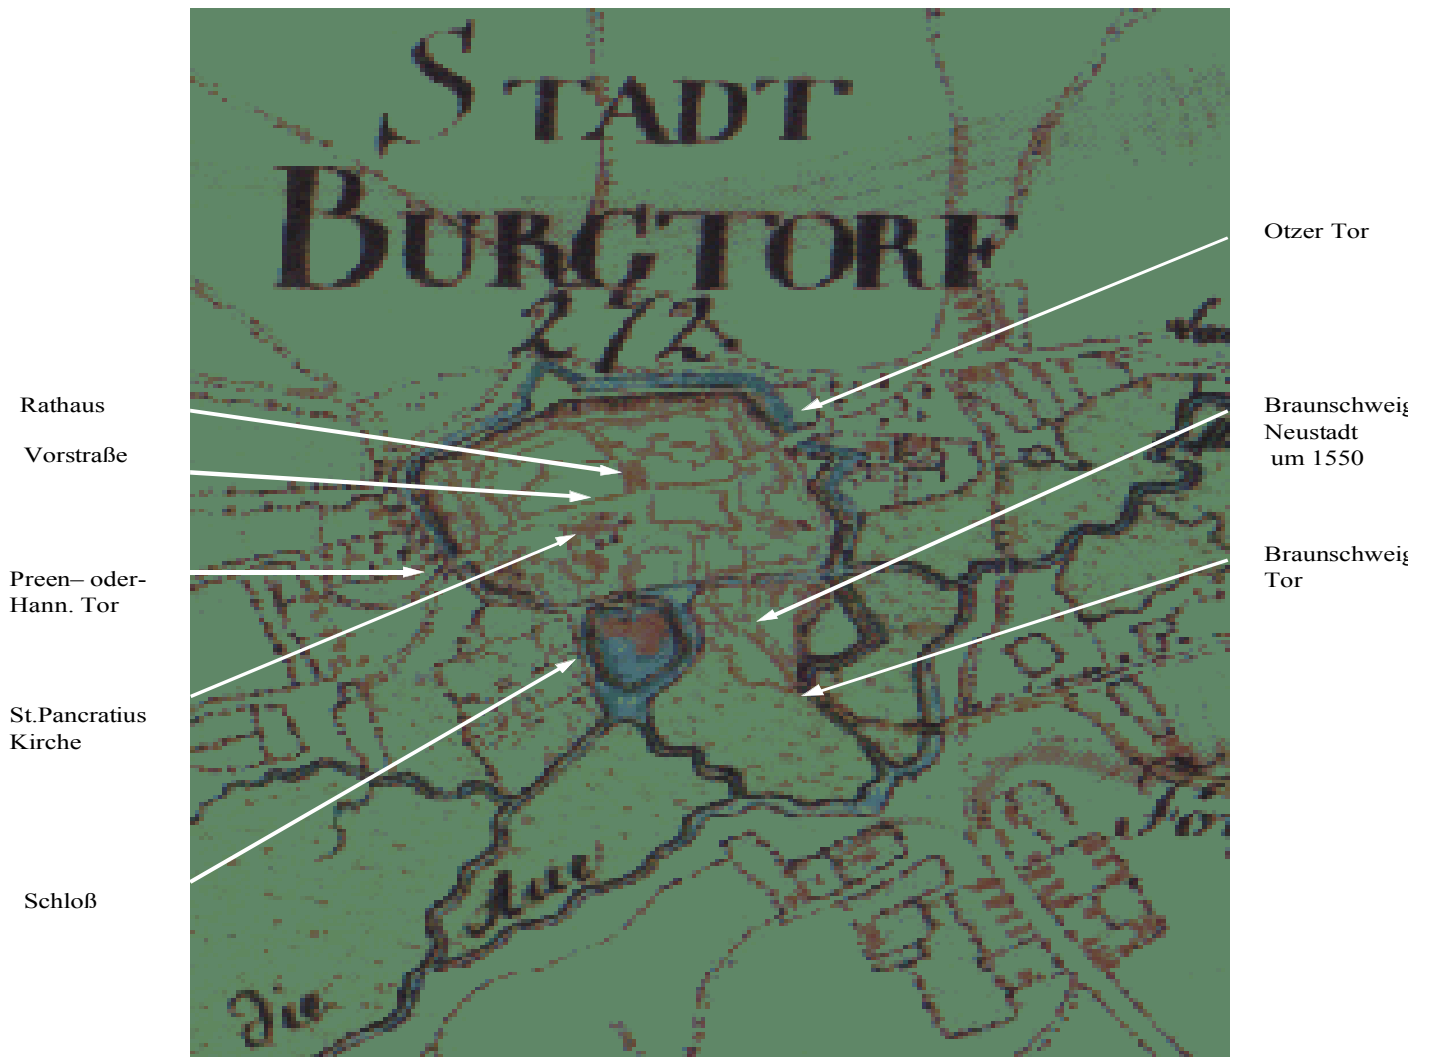 STADT
BURGTORF
272
Otzer Tor
Rathaus
Vorstraße
Braunschweig
Neustadt
um 1550
Preen– oder-
Hann. Tor
Braunschweig
Tor
St.Pancratius
Kirche
Schloß
Aue
Die